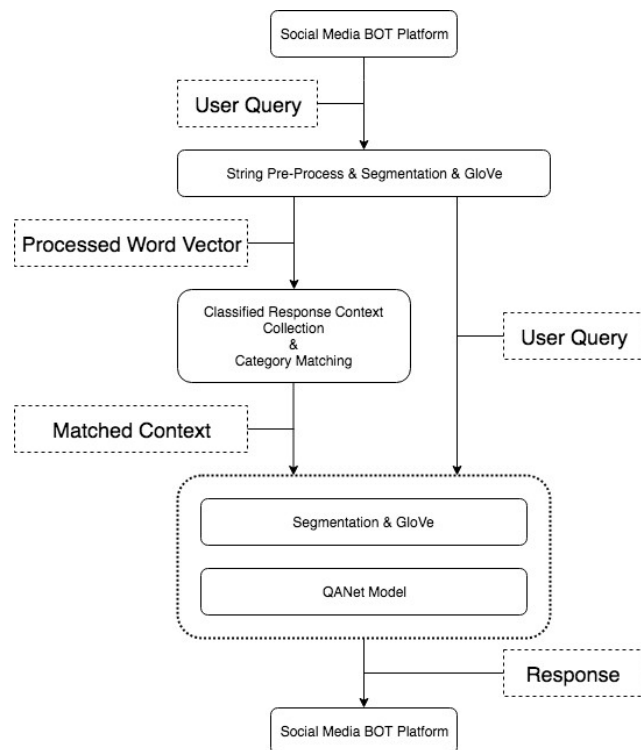 Social Media BOT Platform
User Query
String Pre-Process & Segmentation & GloVe
Processed Word Vector
Classified Response Context
Collection
&
Category Matching
User Query
Matched Context
Segmentation & GloVe
QANet Model
Response
Social Media BOT Platform